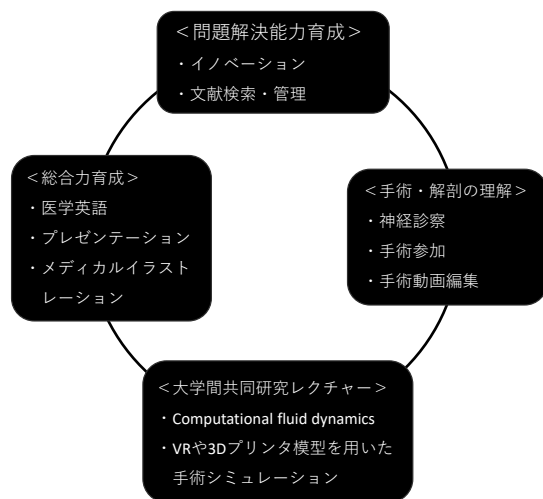 ＜問題解決能力育成＞
・イノベーション
・文献検索・管理
＜総合力育成＞
・医学英語
・プレゼンテーション
・メディカルイラスト
レーション
＜手術・解剖の理解＞
・神経診察
・手術参加
・手術動画編集
＜大学間共同研究レクチャー＞
・Computational fluid dynamics
・VRや3Dプリンタ模型を用いた
手術シミュレーション